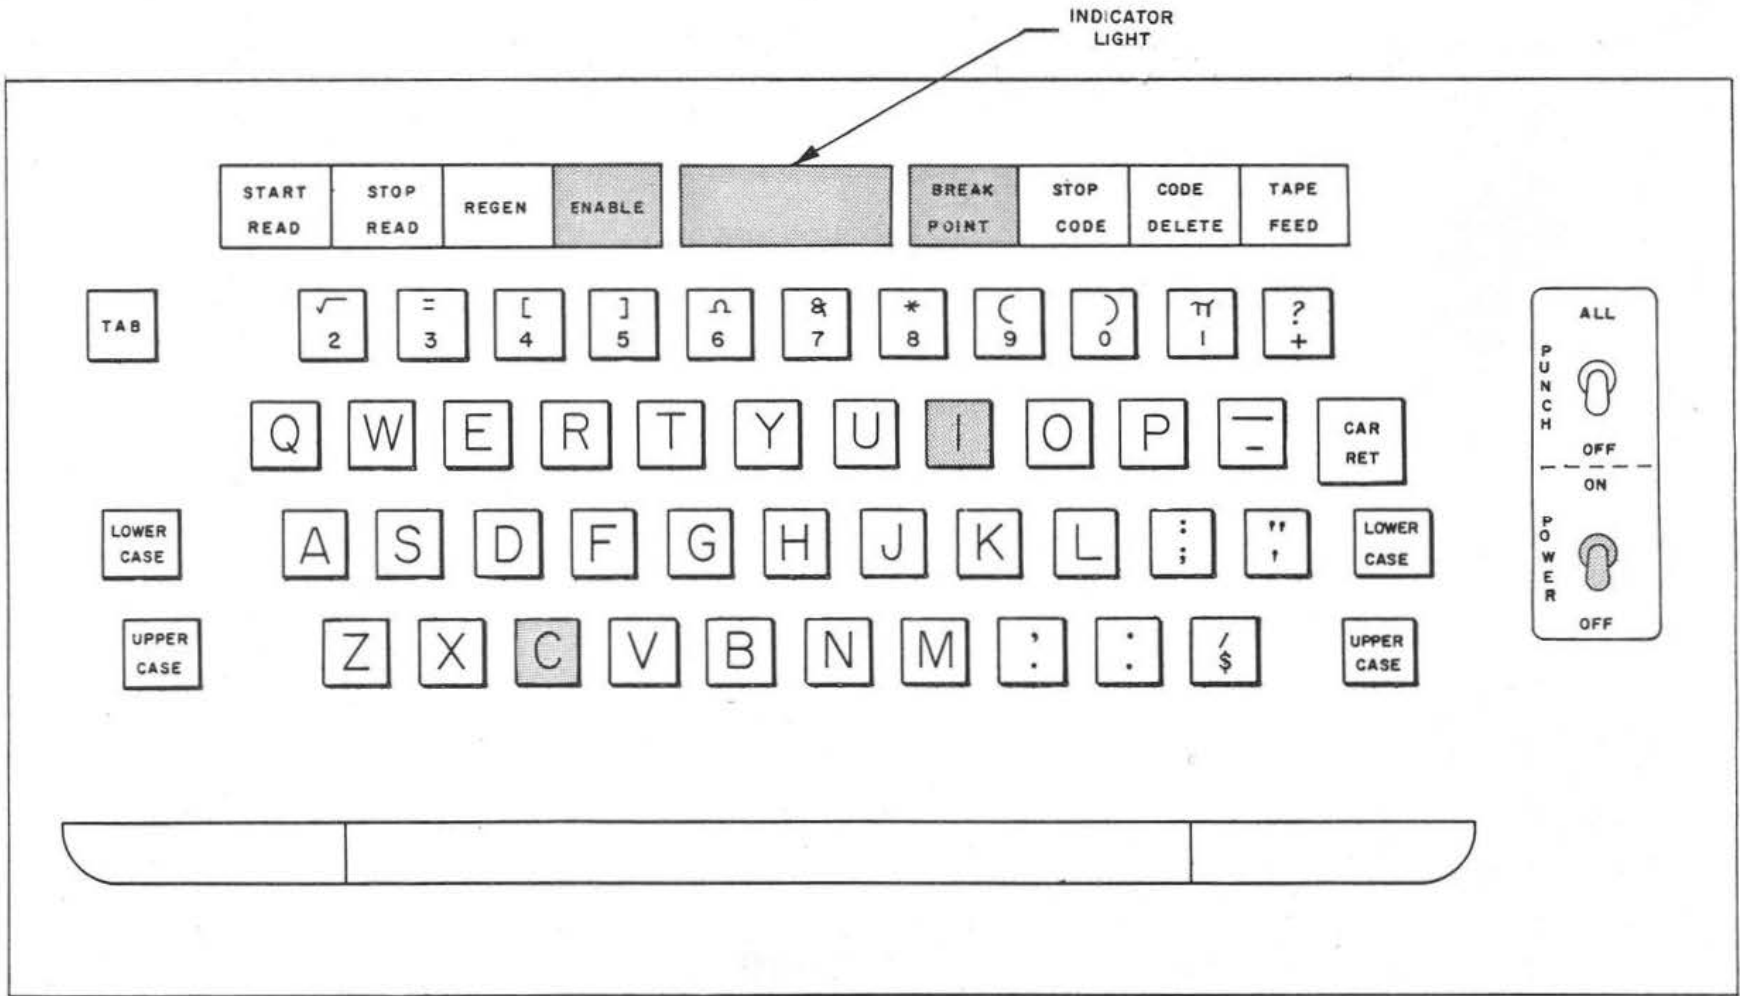 INDICATOR
LIGHT
START READ STOP READ REGEN ENABLE BREAK POINT STOP CODE CODE DELETE TAPE FEED
TAB √ 2 = 3 [ 4 ] 5 Ω 6 & 7 * 8 ( 9 ) 0 π 1 ? +
Q W E R T Y U I O P — - CAR RET
LOWER CASE A S D F G H J K L : ; " ' LOWER CASE
UPPER CASE Z X C V B N M , . . . / $ UPPER CASE
ALL
PUNCH
OFF
ON
POWER
OFF